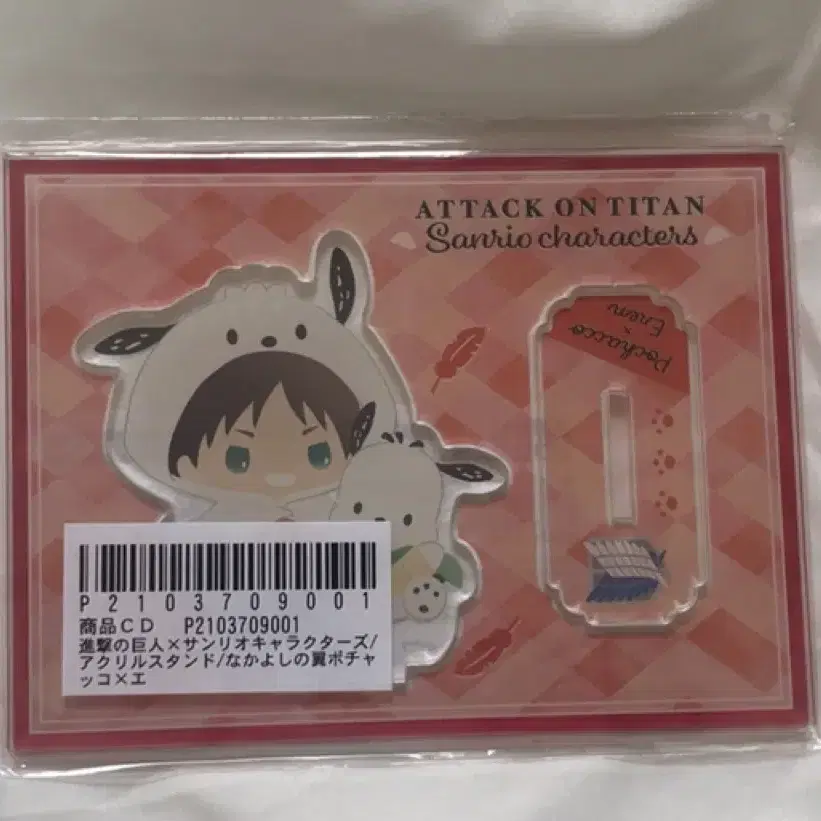 ATTACK ON TITAN
Sanrio characters
Pochacco
×
Eren
P2103709001
商品CD P2103709001
進撃の巨人×サンリオキャラクターズ/
アクリルスタンド/なかよしの翼ポチャ
ッコ×エ